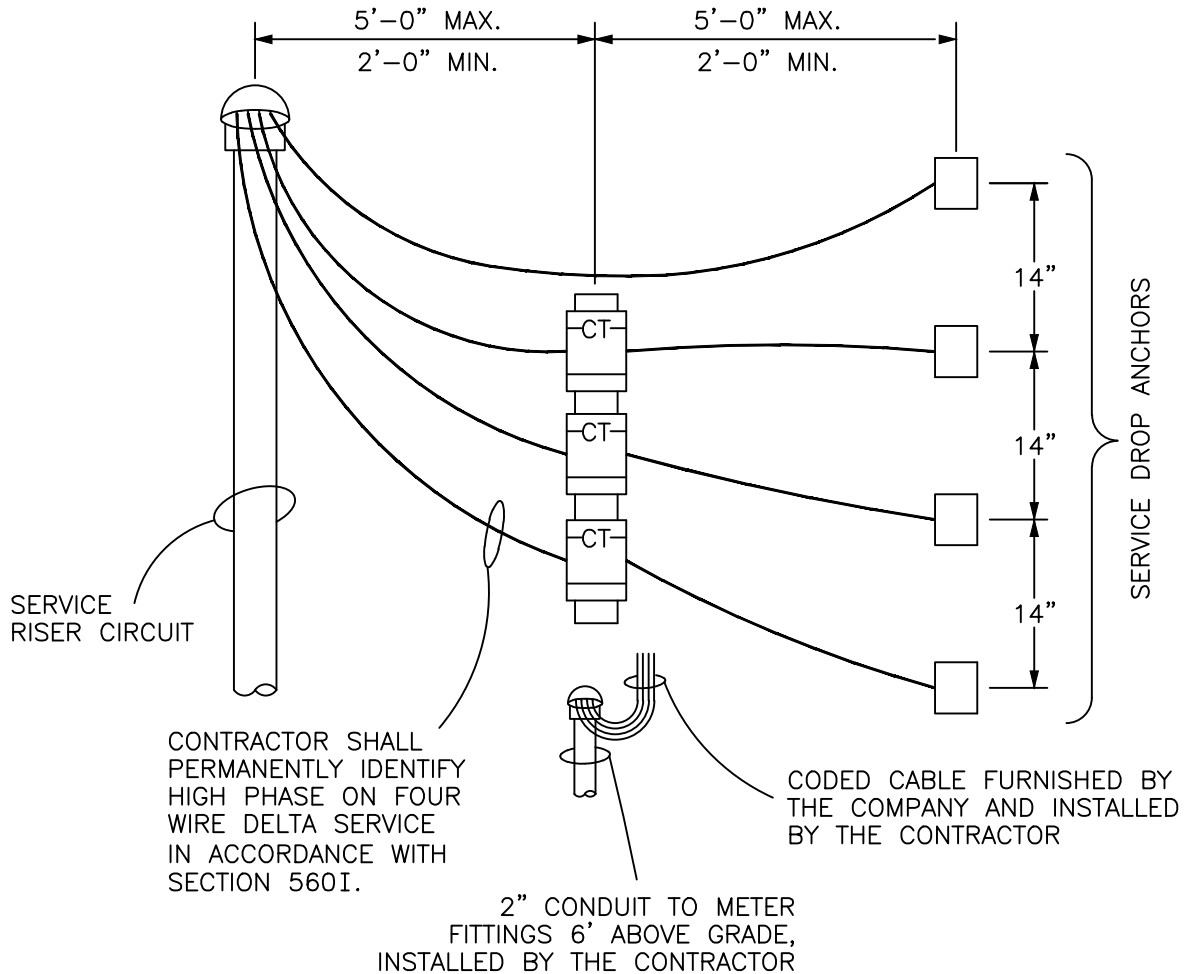 5'-0" MAX.
5'-0" MAX.
2'-0" MIN.
2'-0" MIN.
14"
CT
14"
CT
SERVICE DROP ANCHORS
CT
14"
SERVICE
RISER CIRCUIT
CONTRACTOR SHALL
PERMANENTLY IDENTIFY
HIGH PHASE ON FOUR
WIRE DELTA SERVICE
IN ACCORDANCE WITH
SECTION 560I.
CODED CABLE FURNISHED BY
THE COMPANY AND INSTALLED
BY THE CONTRACTOR
2" CONDUIT TO METER
FITTINGS 6' ABOVE GRADE,
INSTALLED BY THE CONTRACTOR